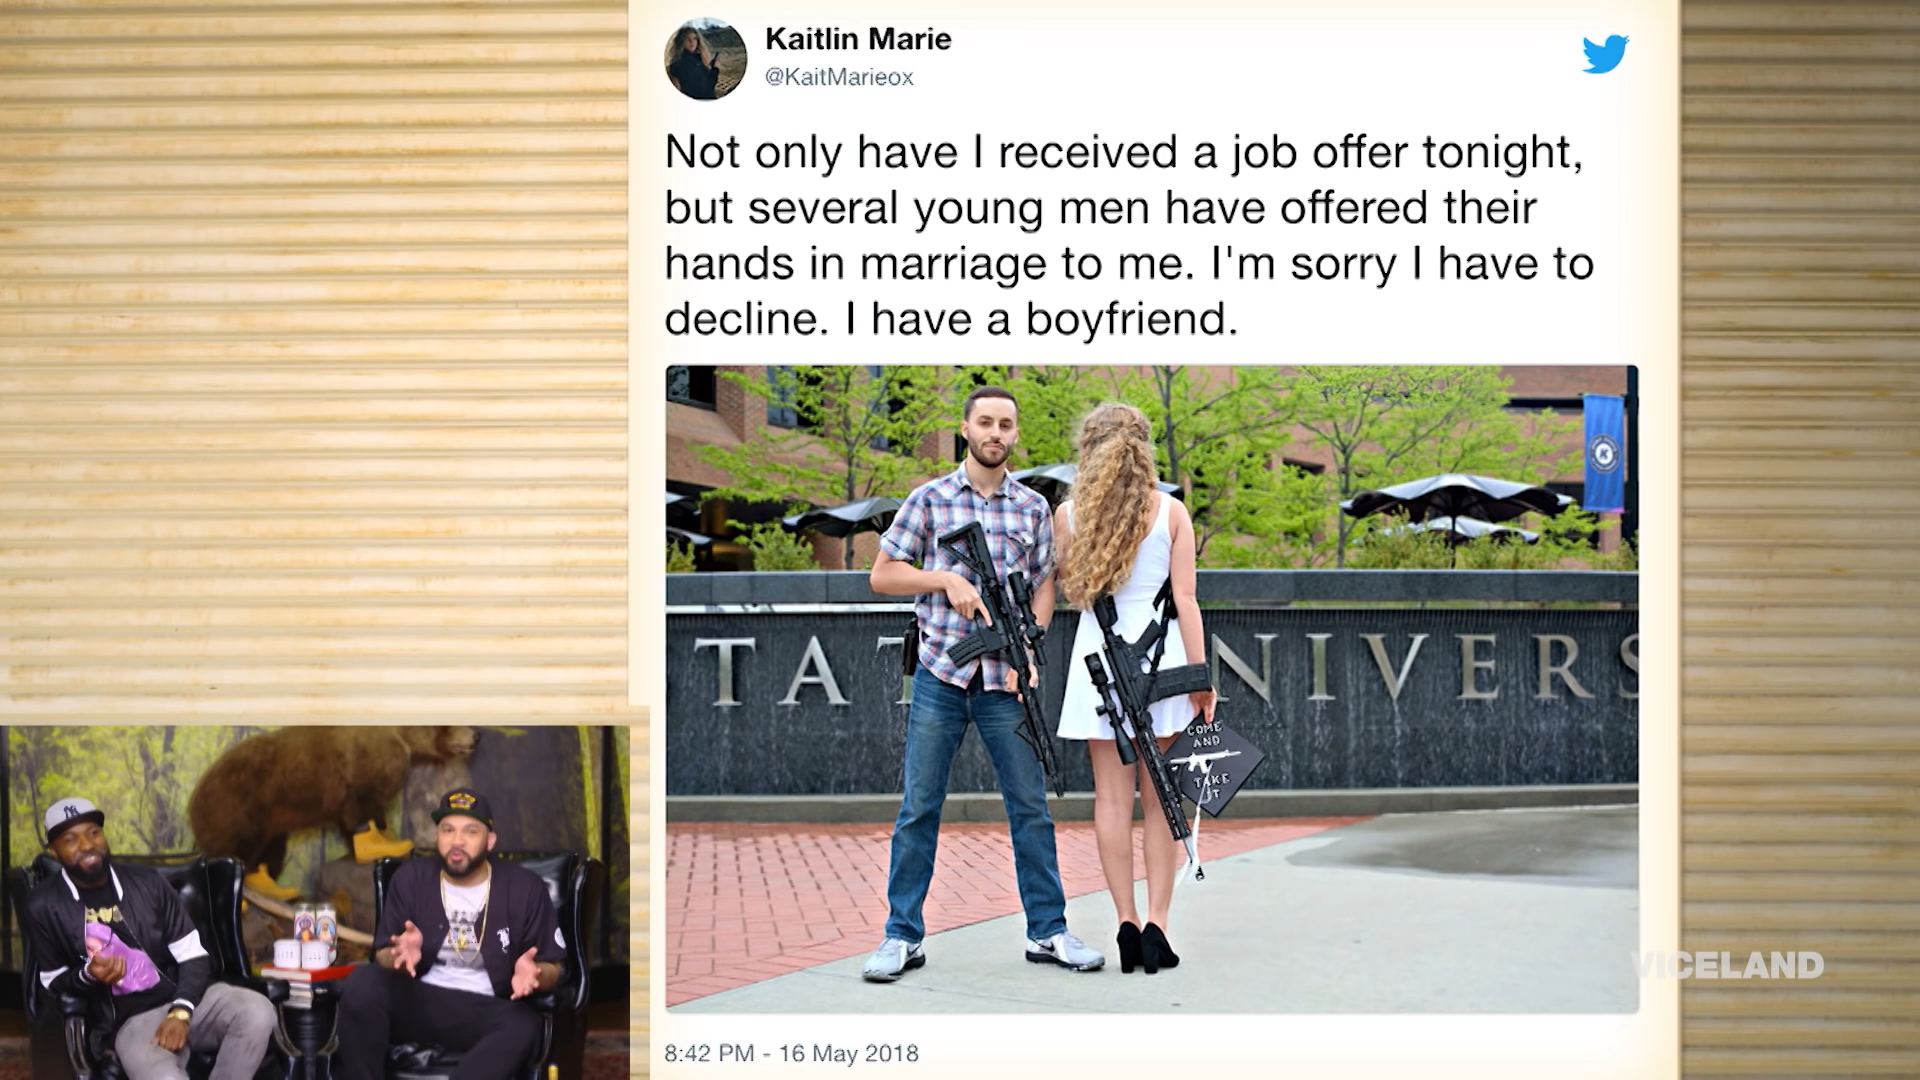 Kaitlin Marie
@KaitMarieox
Not only have I received a job offer tonight,
but several young men have offered their
hands in marriage to me. I'm sorry I have to
decline. I have a boyfriend.
K
TAT NIVERS
COME
AND
TAKE
IT
NY
VICELAND
8:42 PM - 16 May 2018